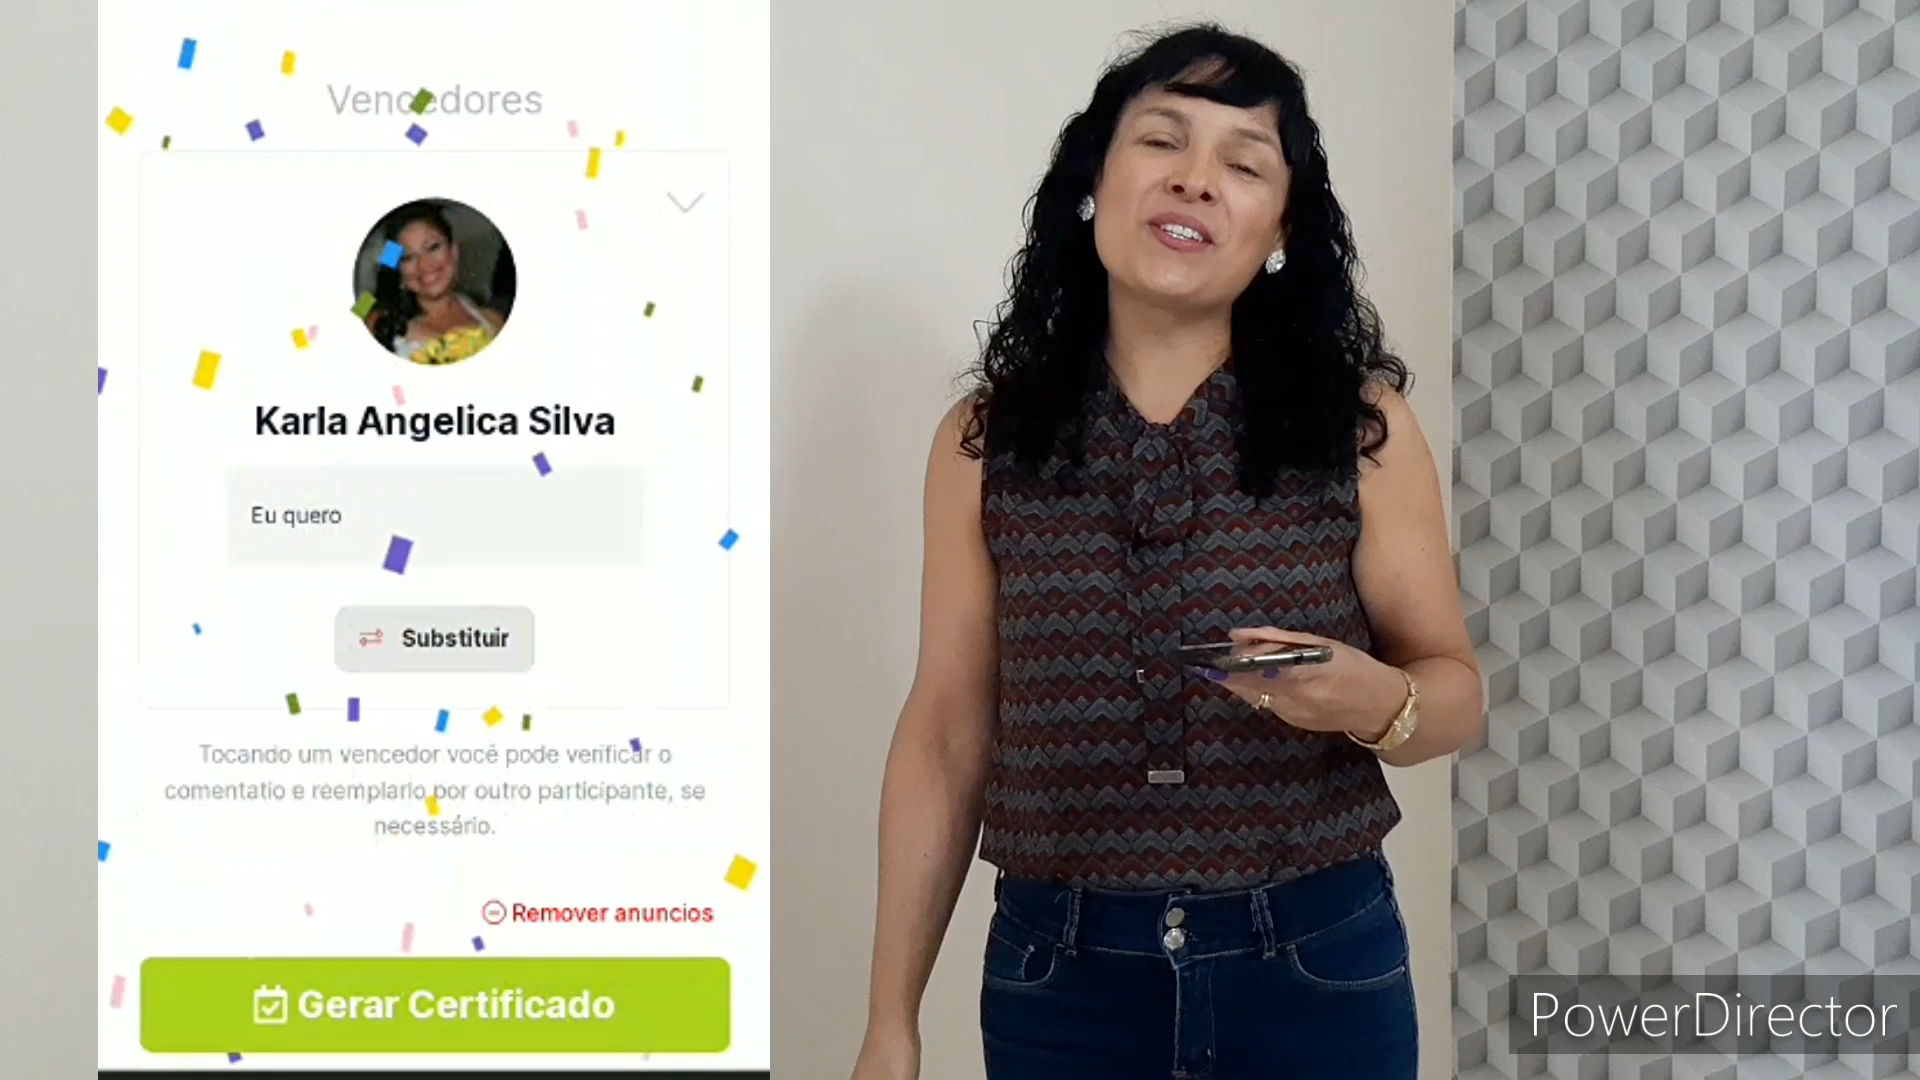 Vencedores
Karla Angelica Silva
Eu quero
Substituir
Tocando um vencedor você pode verificar o
comentatio e reemplarlo por outro participante, se
necessário.
Remover anuncios
Gerar Certificado
PowerDirector